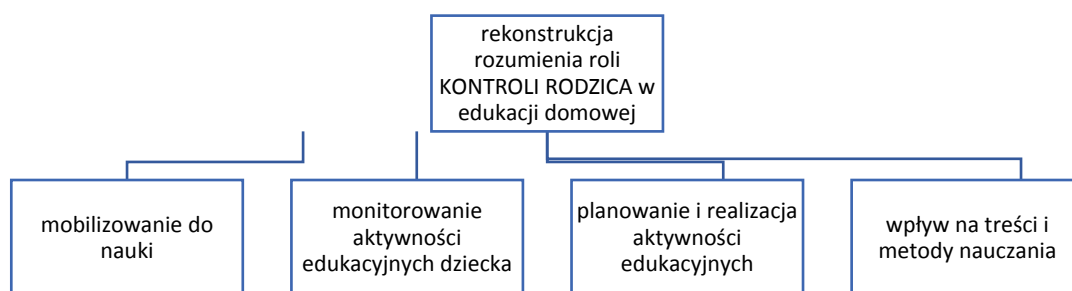 rekonstrukcja
rozumienia roli
KONTROLI RODZICA w
edukacji domowej
mobilizowanie do
nauki
monitorowanie
aktywności
edukacyjnych dziecka
planowanie i realizacja
aktywności
edukacyjnych
wpływ na treści i
metody nauczania